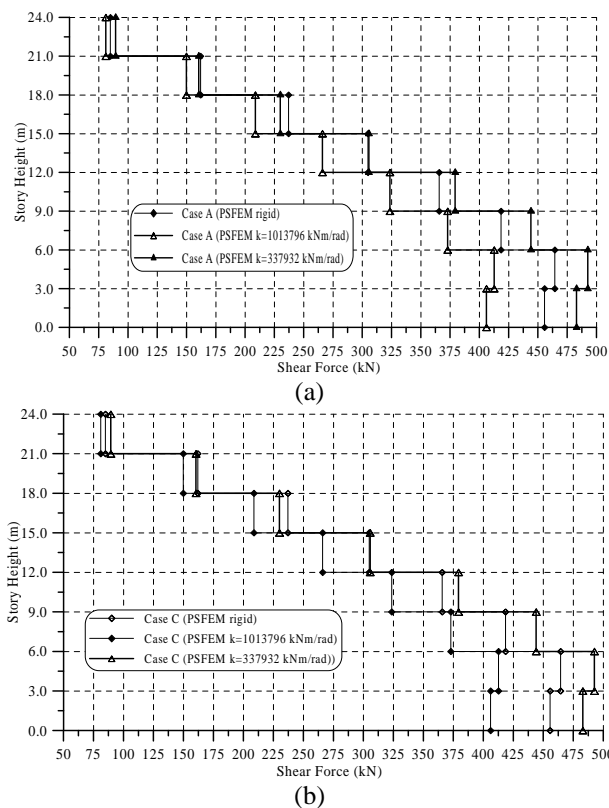 24.0
21.0
18.0
15.0
12.0
9.0
6.0
3.0
0.0
Story Height (m)
Case A (PSFEM rigid)
Case A (PSFEM k=1013796 kNm/rad)
Case A (PSFEM k=337932 kNm/rad)
50 75 100 125 150 175 200 225 250 275 300 325 350 375 400 425 450 475 500
Shear Force (kN)
(a)
24.0
21.0
18.0
15.0
12.0
9.0
6.0
3.0
0.0
Story Height (m)
Case C (PSFEM rigid)
Case C (PSFEM k=1013796 kNm/rad)
Case C (PSFEM k=337932 kNm/rad))
50 75 100 125 150 175 200 225 250 275 300 325 350 375 400 425 450 475 500
Shear Force (kN)
(b)